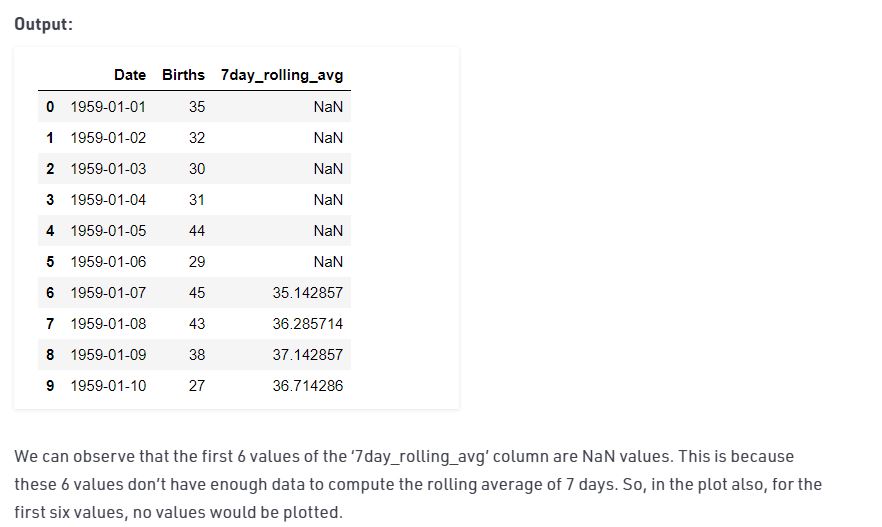 Output:
Date Births 7day_rolling_avg
0 1959-01-01 35 NaN
1 1959-01-02 32 NaN
2 1959-01-03 30 NaN
3 1959-01-04 31 NaN
4 1959-01-05 44 NaN
5 1959-01-06 29 NaN
6 1959-01-07 45 35.142857
7 1959-01-08 43 36.285714
8 1959-01-09 38 37.142857
9 1959-01-10 27 36.714286
We can observe that the first 6 values of the ‘7day_rolling_avg’ column are NaN values. This is because
these 6 values don’t have enough data to compute the rolling average of 7 days. So, in the plot also, for the
first six values, no values would be plotted.